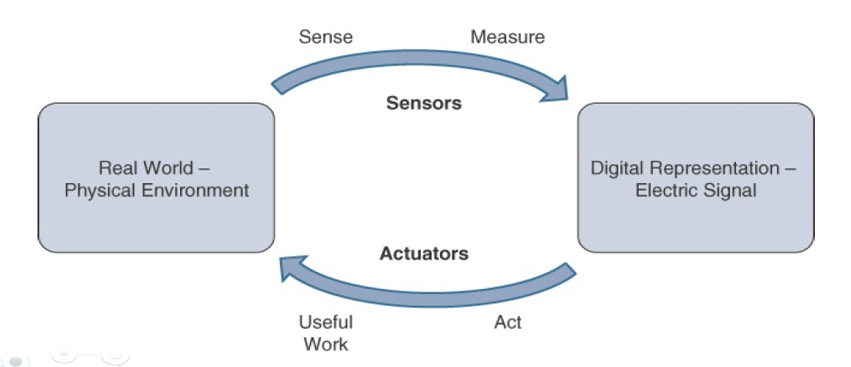 Sense
Measure
Sensors
Real World –
Physical Environment
Digital Representation –
Electric Signal
Actuators
Useful
Work
Act